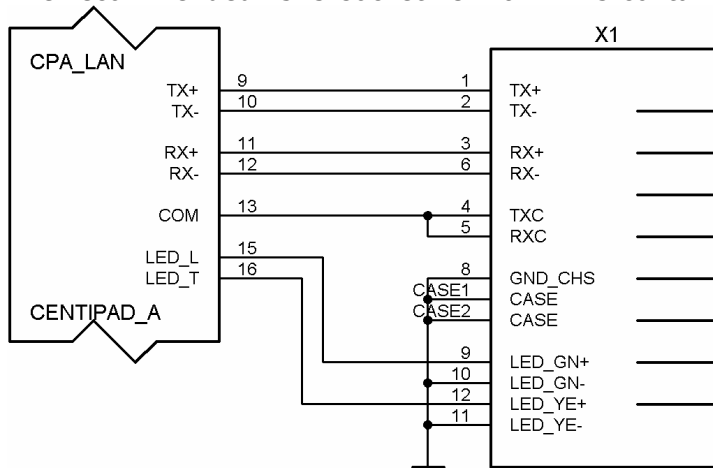 X1
CPA_LAN
TX+ 9 1 TX+
TX- 10 2 TX-
RX+ 11 3 RX+
RX- 12 6 RX-
COM 13 4 TXC
5 RXC
LED_L 15
LED_T 16 8 GND_CHS
CASE1 CASE
CASE2 CASE
CENTIPAD_A
9 LED_GN+
10 LED_GN-
12 LED_YE+
11 LED_YE-